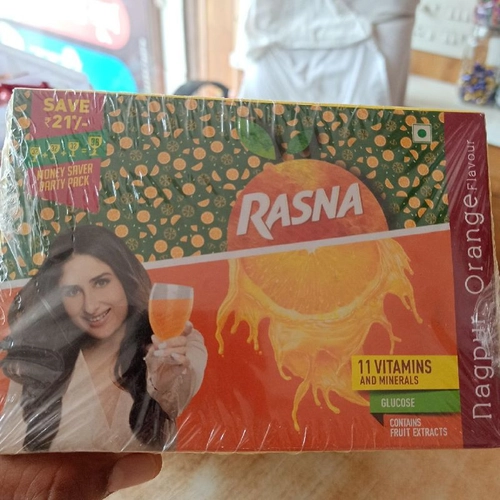 SAVE
₹21/-
MONEY SAVER
PARTY PACK
RASNA
nagpur Orange Flavour
11 VITAMINS
AND MINERALS
GLUCOSE
CONTAINS
FRUIT EXTRACTS